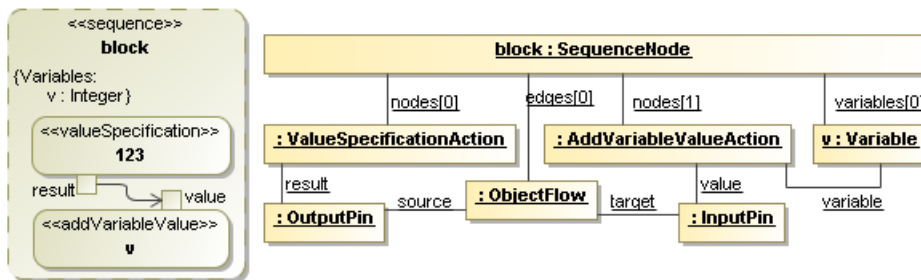 <<sequence>>
block
{Variables:
v : Integer}
<<valueSpecification>>
123
result
value
<<addVariableValue>>
v
block : SequenceNode
nodes[0]
edges[0]
nodes[1]
variables[0]
: ValueSpecificationAction
: AddVariableValueAction
v : Variable
result
: ObjectFlow
value
variable
source
target
: OutputPin
: InputPin